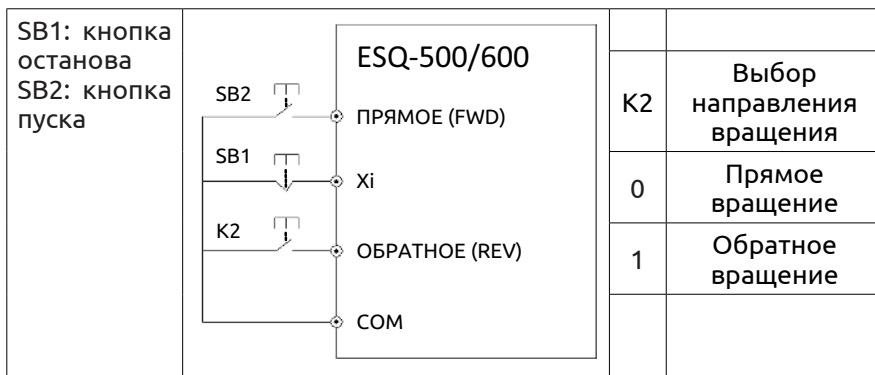 SB1: кнопка
останова
SB2: кнопка
пуска
ESQ-500/600
SB2
ПРЯМОЕ (FWD)
SB1
Xi
K2
ОБРАТНОЕ (REV)
COM
K2
Выбор
направления
вращения
0
Прямое
вращение
1
Обратное
вращение